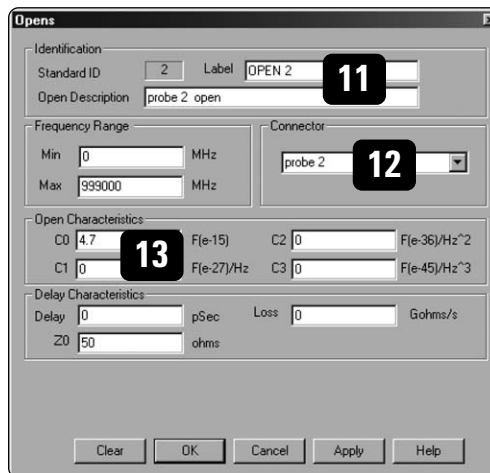 Opens
Identification
Standard ID 2 Label OPEN 2
11
Open Description probe 2 open
Frequency Range
Min 0 MHz
Max 999000 MHz
Connector
probe 2
12
Open Characteristics
C0 4.7 F(e-15) C2 0 F(e-36)/Hz^2
13
C1 0 F(e-27)/Hz C3 0 F(e-45)/Hz^3
Delay Characteristics
Delay 0 pSec Loss 0 Gohms/s
Z0 50 ohms
Clear OK Cancel Apply Help